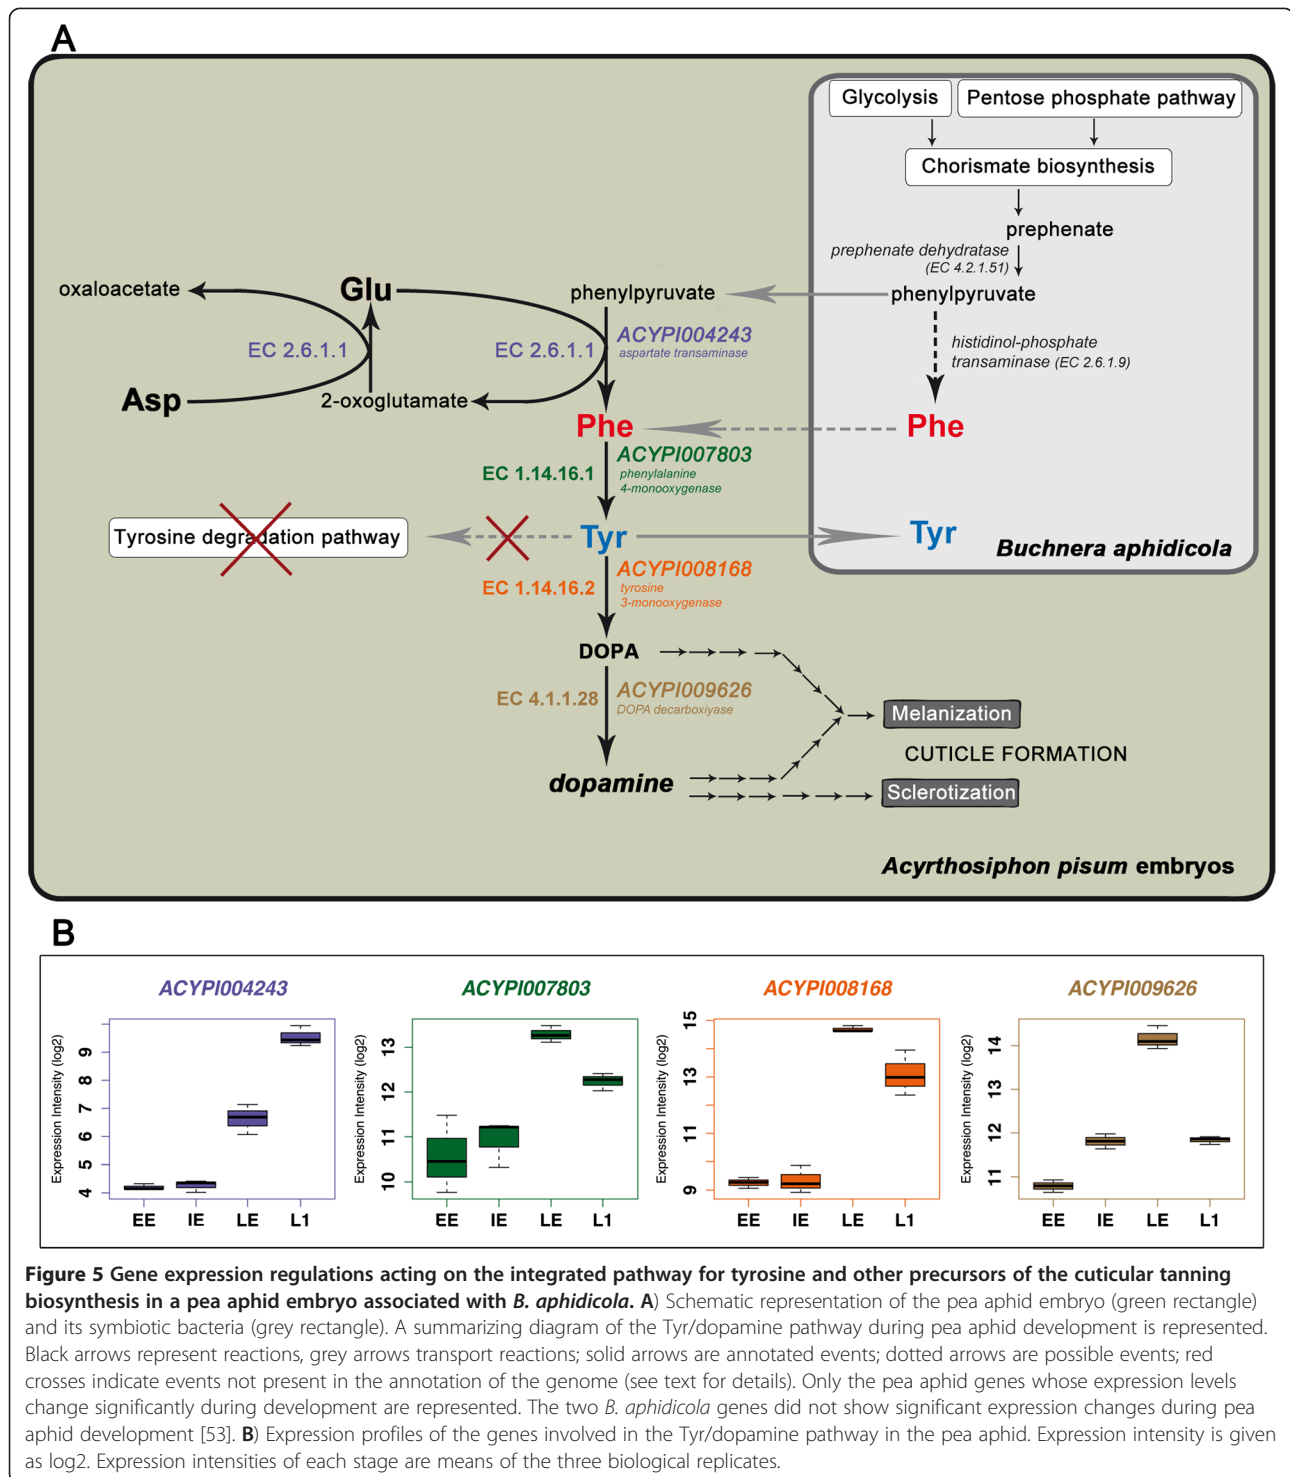 A
Glycolysis
Pentose phosphate pathway
Chorismate biosynthesis
prephenate
prephenate dehydratase
(EC 4.2.1.51)
oxaloacetate
Glu
phenylpyruvate
phenylpyruvate
EC 2.6.1.1
EC 2.6.1.1
ACYPI004243
aspartate transaminase
histidinol-phosphate
transaminase (EC 2.6.1.9)
Asp
2-oxoglutamate
Phe
Phe
EC 1.14.16.1
ACYPI007803
phenylalanine
4-monooxygenase
Tyrosine degradation pathway
Tyr
Tyr
Buchnera aphidicola
EC 1.14.16.2
ACYPI008168
tyrosine
3-monooxygenase
DOPA
EC 4.1.1.28
ACYPI009626
DOPA decarboxiyase
Melanization
CUTICLE FORMATION
dopamine
Sclerotization
Acyrthosiphon pisum embryos
B
ACYPI004243
Expression Intensity (log2)
9
8
7
6
5
4
EE IE LE L1
ACYPI007803
Expression Intensity (log2)
13
12
11
10
EE IE LE L1
ACYPI008168
Expression Intensity (log2)
15
13
11
9
EE IE LE L1
ACYPI009626
Expression Intensity (log2)
14
13
12
11
EE IE LE L1
Figure 5 Gene expression regulations acting on the integrated pathway for tyrosine and other precursors of the cuticular tanning
biosynthesis in a pea aphid embryo associated with B. aphidicola. A) Schematic representation of the pea aphid embryo (green rectangle)
and its symbiotic bacteria (grey rectangle). A summarizing diagram of the Tyr/dopamine pathway during pea aphid development is represented.
Black arrows represent reactions, grey arrows transport reactions; solid arrows are annotated events; dotted arrows are possible events; red
crosses indicate events not present in the annotation of the genome (see text for details). Only the pea aphid genes whose expression levels
change significantly during development are represented. The two B. aphidicola genes did not show significant expression changes during pea
aphid development [53]. B) Expression profiles of the genes involved in the Tyr/dopamine pathway in the pea aphid. Expression intensity is given
as log2. Expression intensities of each stage are means of the three biological replicates.